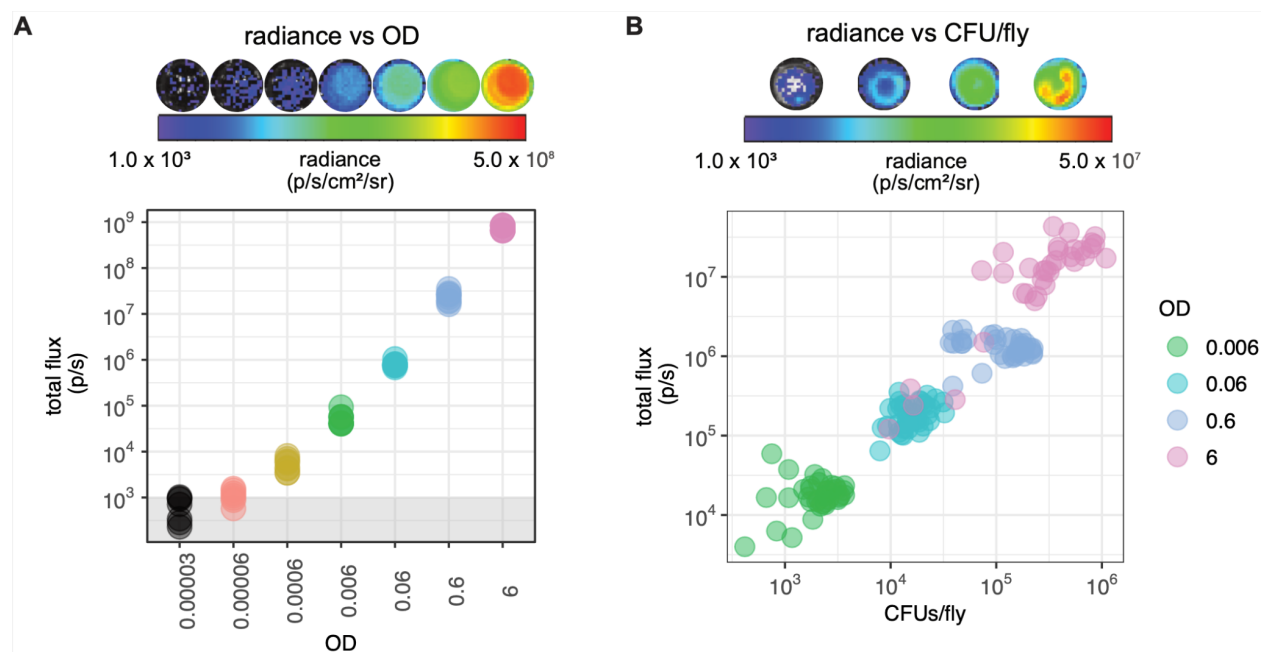 A
radiance vs OD
1.0 x 10³
radiance
(p/s/cm²/sr)
5.0 x 10⁸
total flux
(p/s)
10⁹
10⁸
10⁷
10⁶
10⁵
10⁴
10³
0.00003
0.00006
0.0006
0.006
0.06
0.6
6
OD
B
radiance vs CFU/fly
1.0 x 10³
radiance
(p/s/cm²/sr)
5.0 x 10⁷
total flux
(p/s)
10⁷
10⁶
10⁵
10⁴
10³
10⁴
10⁵
10⁶
CFUs/fly
OD
0.006
0.06
0.6
6